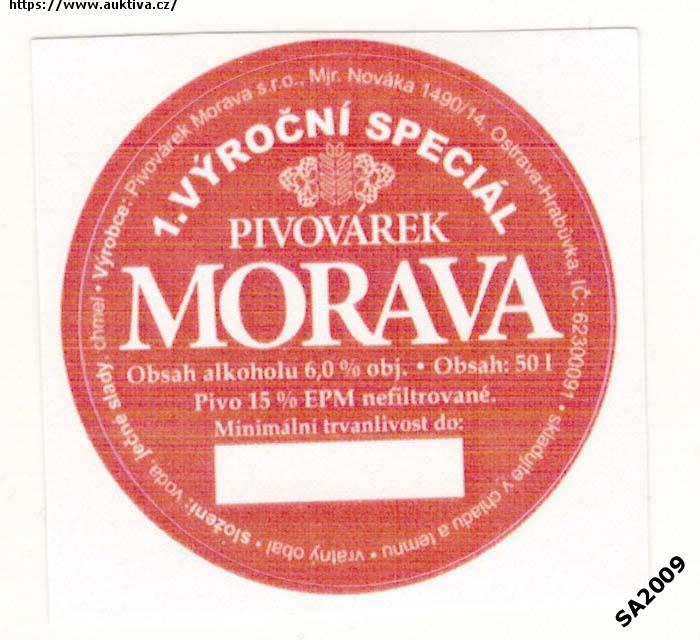 https://www.auktiva.cz/
Výrobce: Pivovárek Morava s.r.o., Mjr. Nováka 1490/14, Ostrava-Hrabůvka, IČ: 62300091 • skladujte v chladu a temnu • vratný obal • složení: voda, ječné slady, chmel •
1. VÝROČNÍ SPECIÁL
PIVOVÁREK
MORAVA
Obsah alkoholu 6,0 % obj. • Obsah: 50 l
Pivo 15 % EPM nefiltrované.
Minimální trvanlivost do:
SA2009